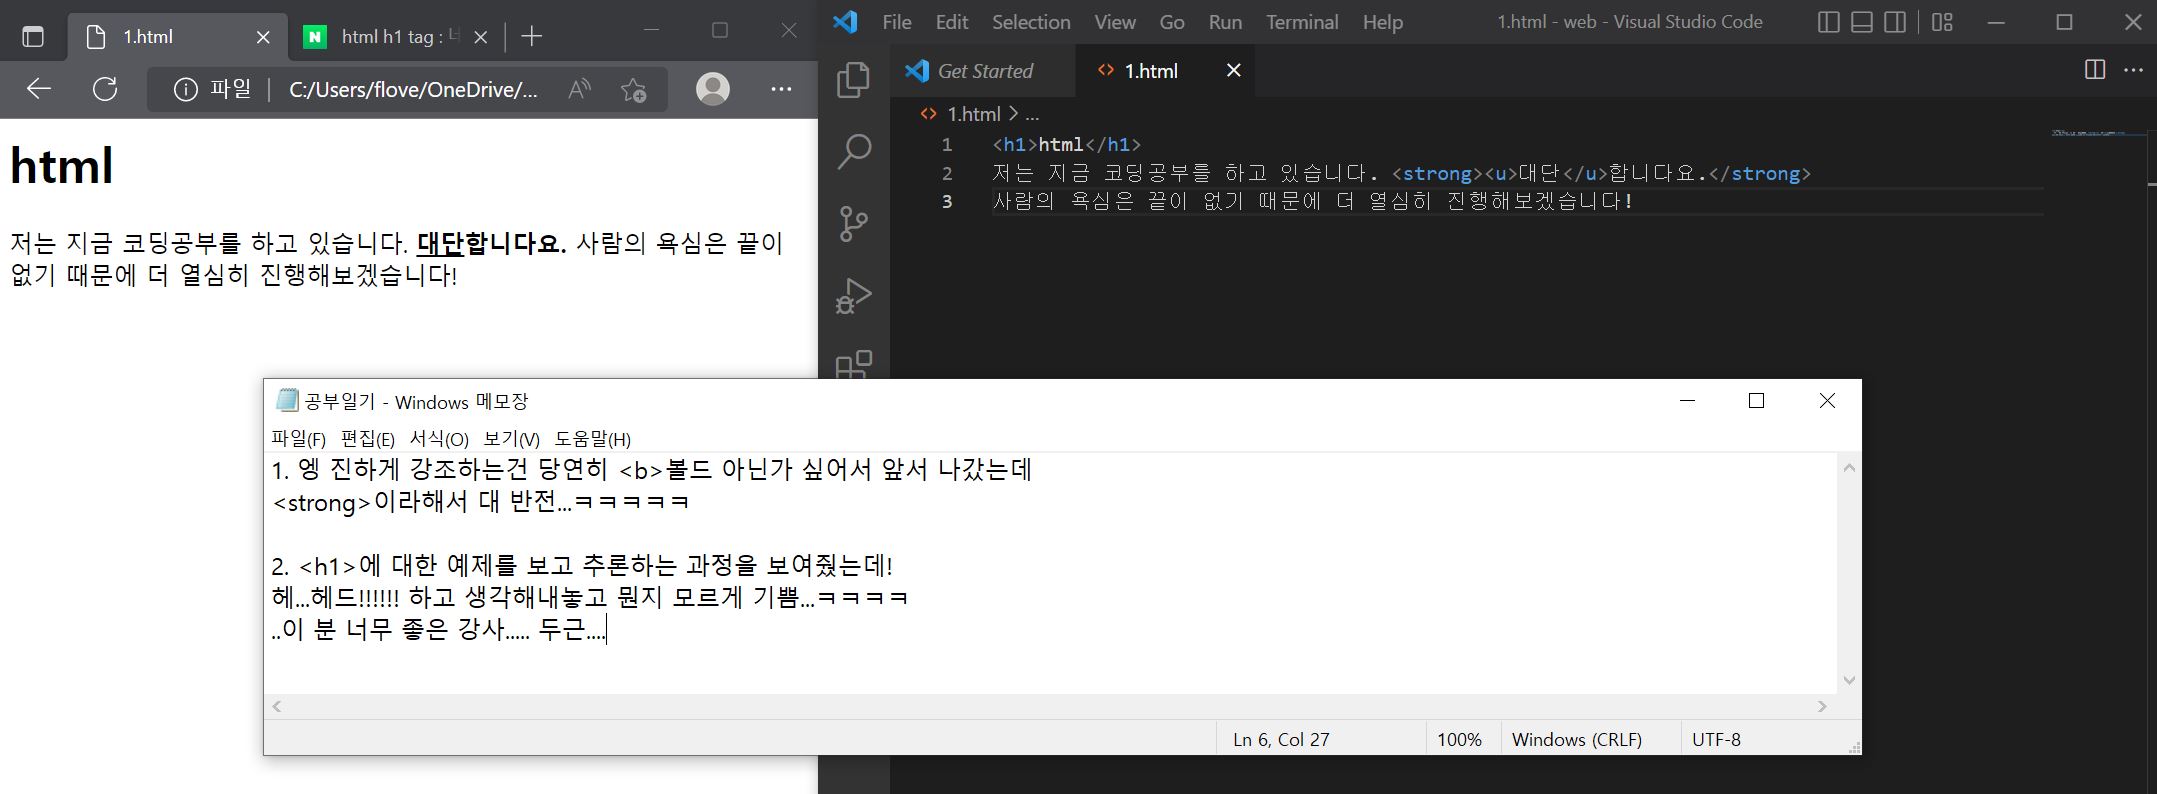 1.html
html h1 tag : 네
파일
C:/Users/flove/OneDrive/...
html
저는 지금 코딩공부를 하고 있습니다. 대단합니다요. 사람의 욕심은 끝이
없기 때문에 더 열심히 진행해보겠습니다!
File Edit Selection View Go Run Terminal Help
1.html - web - Visual Studio Code
Get Started
1.html
1.html > ...
1 <h1>html</h1>
2 저는 지금 코딩공부를 하고 있습니다. <strong><u>대단</u>합니다요.</strong>
3 사람의 욕심은 끝이 없기 때문에 더 열심히 진행해보겠습니다!
공부일기 - Windows 메모장
파일(F) 편집(E) 서식(O) 보기(V) 도움말(H)
1. 엥 진하게 강조하는건 당연히 <b>볼드 아닌가 싶어서 앞서 나갔는데
<strong>이라해서 대 반전...ㅋㅋㅋㅋㅋ
2. <h1>에 대한 예제를 보고 추론하는 과정을 보여줬는데!
헤...헤드!!!!!! 하고 생각해내놓고 뭔지 모르게 기쁨...ㅋㅋㅋㅋ
..이 분 너무 좋은 강사..... 두근....
Ln 6, Col 27
100%
Windows (CRLF)
UTF-8